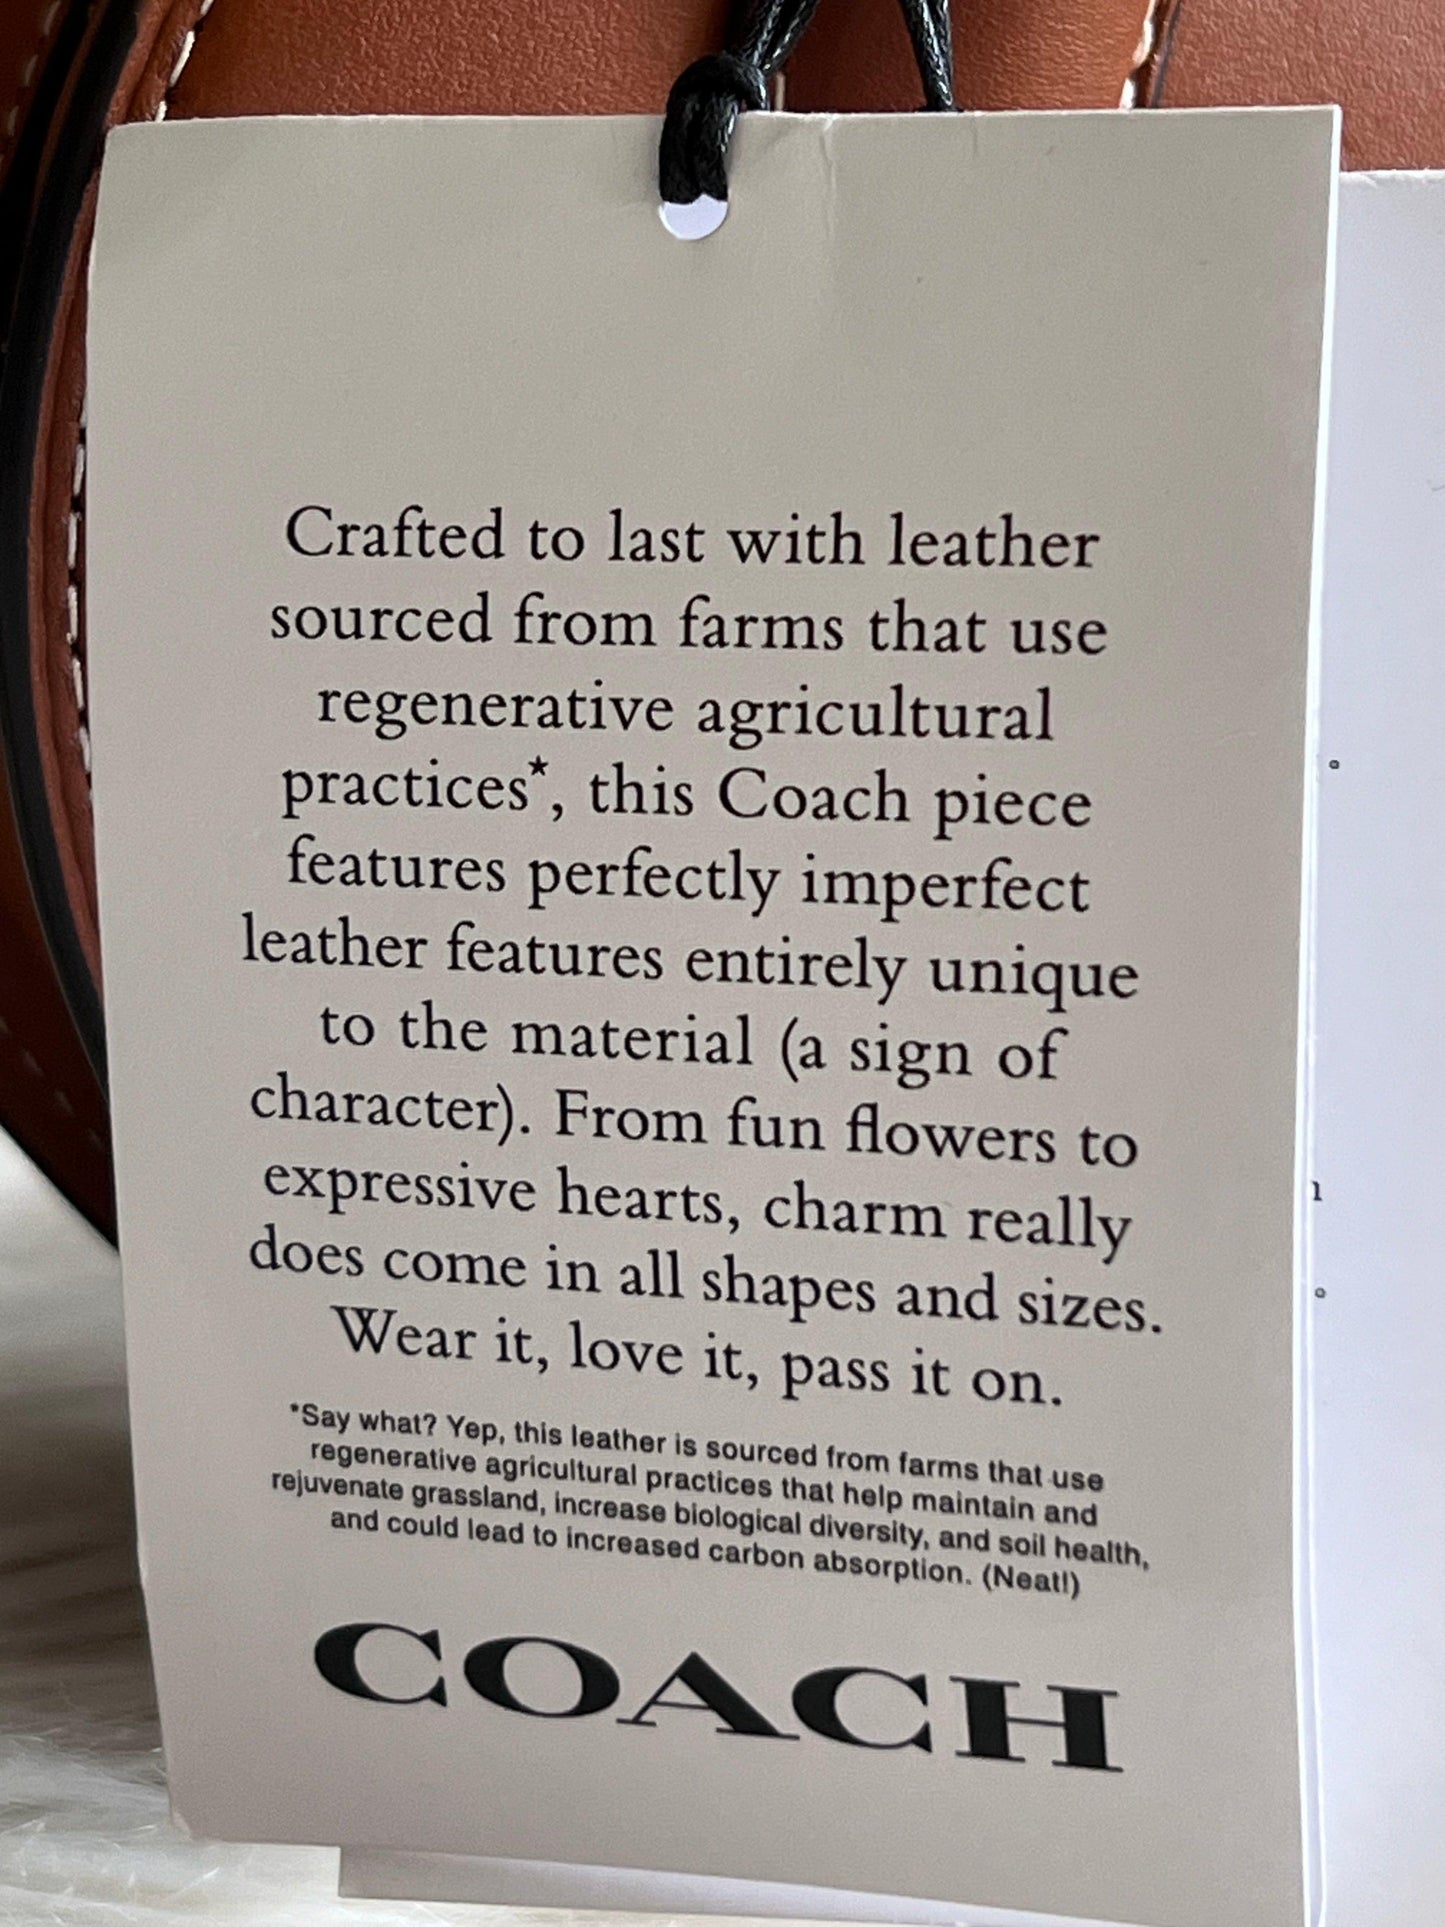 Crafted to last with leather
sourced from farms that use
regenerative agricultural
practices*, this Coach piece
features perfectly imperfect
leather features entirely unique
to the material (a sign of
character). From fun flowers to
expressive hearts, charm really
does come in all shapes and sizes.
Wear it, love it, pass it on.
*Say what? Yep, this leather is sourced from farms that use
regenerative agricultural practices that help maintain and
rejuvenate grassland, increase biological diversity, and soil health,
and could lead to increased carbon absorption. (Neat!)
COACH